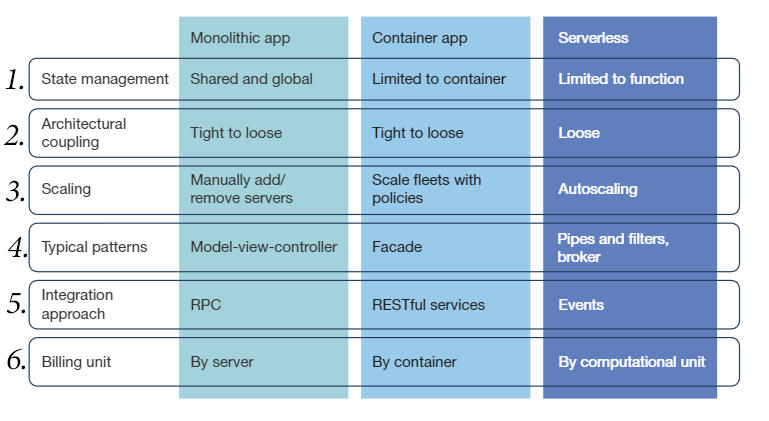 Monolithic app Container app Serverless
1. State management Shared and global Limited to container Limited to function
2. Architectural
coupling Tight to loose Tight to loose Loose
3. Scaling Manually add/
remove servers Scale fleets with
policies Autoscaling
4. Typical patterns Model-view-controller Facade Pipes and filters,
broker
5. Integration
approach RPC RESTful services Events
6. Billing unit By server By container By computational unit